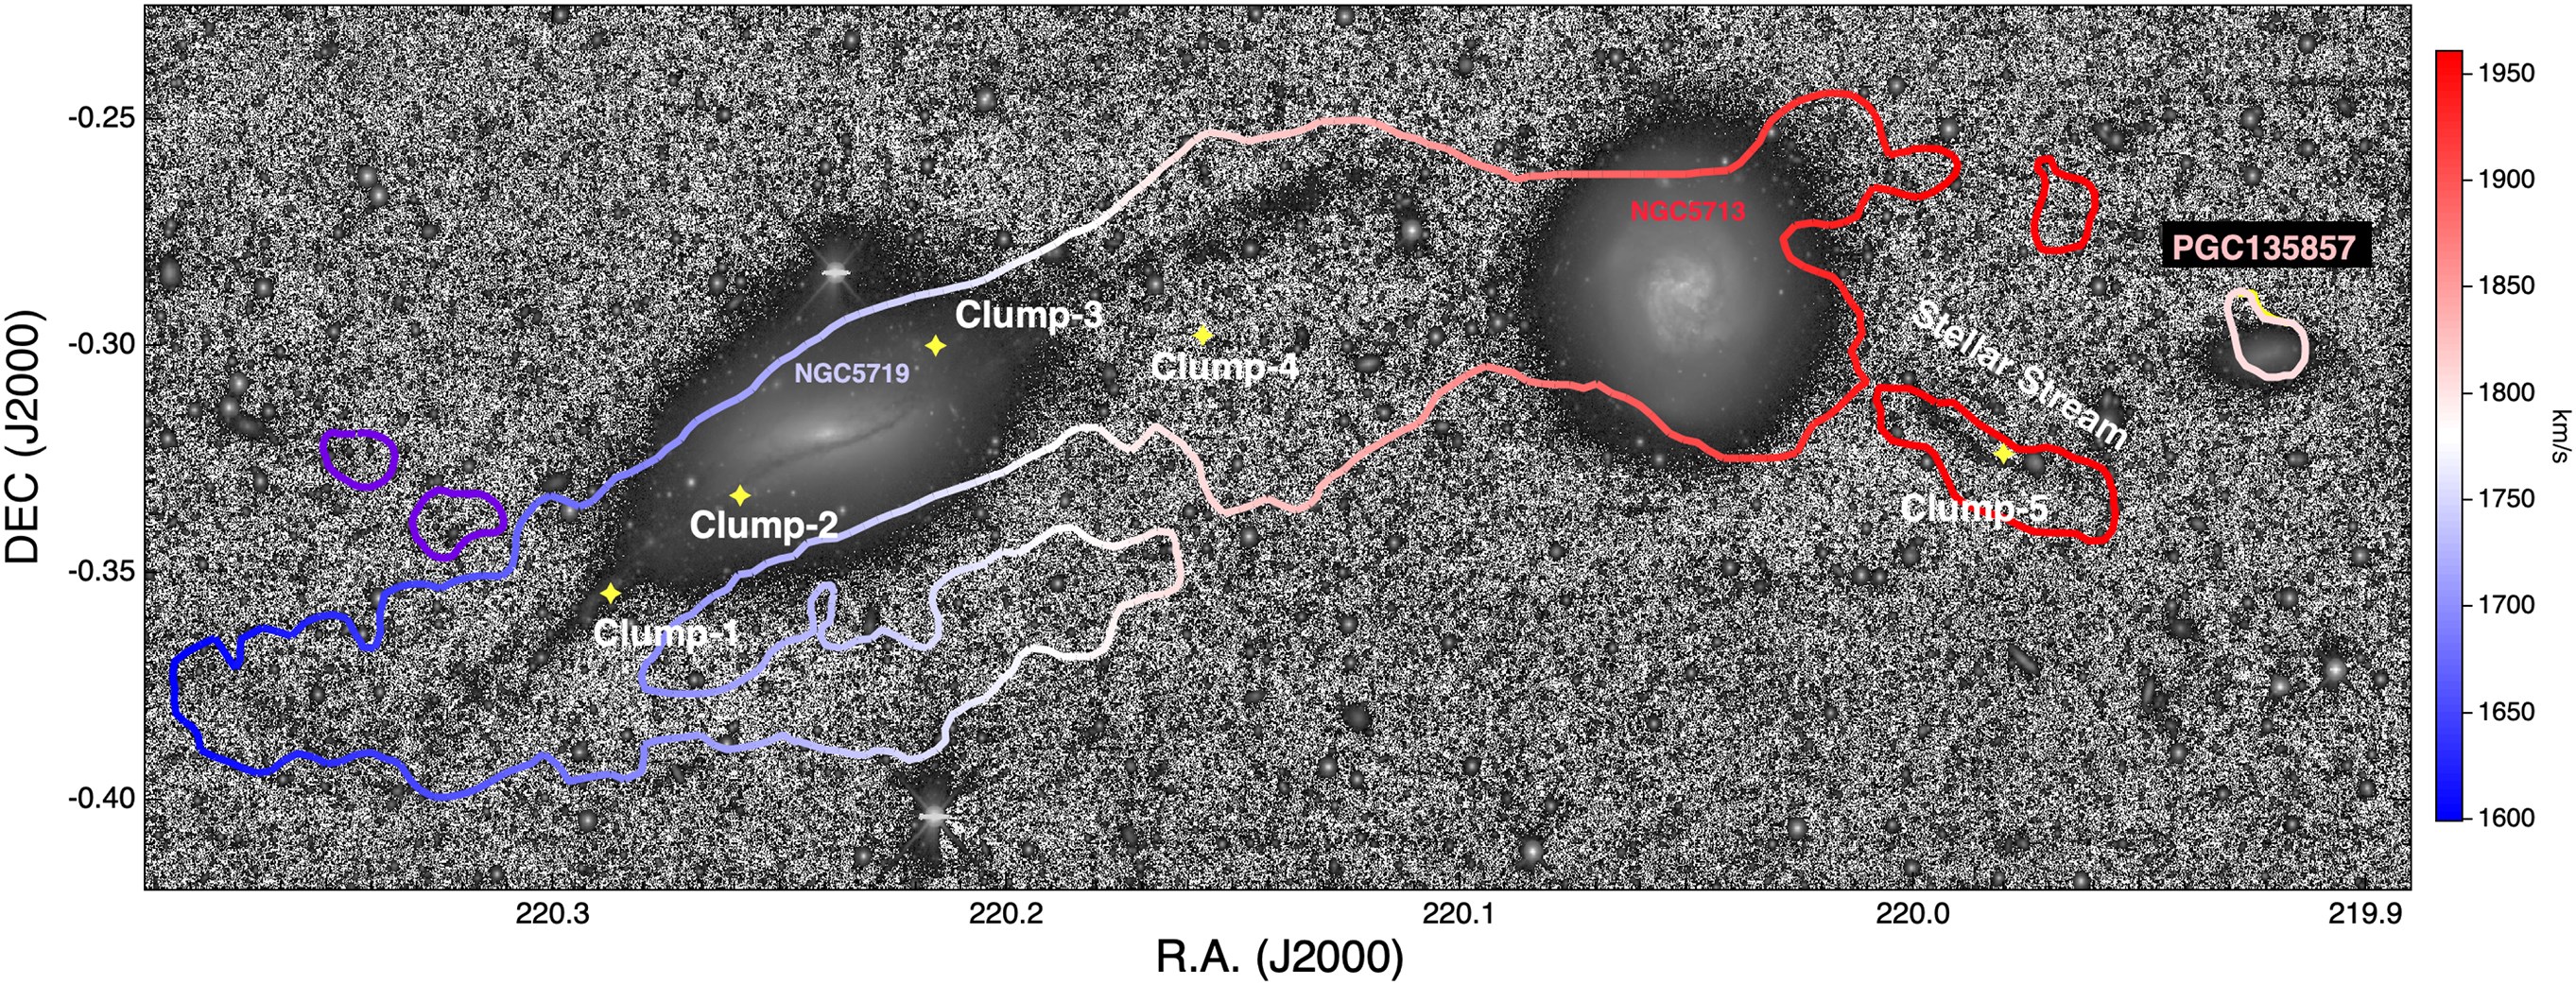 DEC (J2000)
-0.25
-0.30
-0.35
-0.40
NGC5713
PGC135857
Clump-3
NGC5719
Clump-4
Stellar Stream
Clump-2
Clump-5
Clump-1
220.3
220.2
220.1
220.0
219.9
R.A. (J2000)
1950
1900
1850
1800
1750
1700
1650
1600
km/s